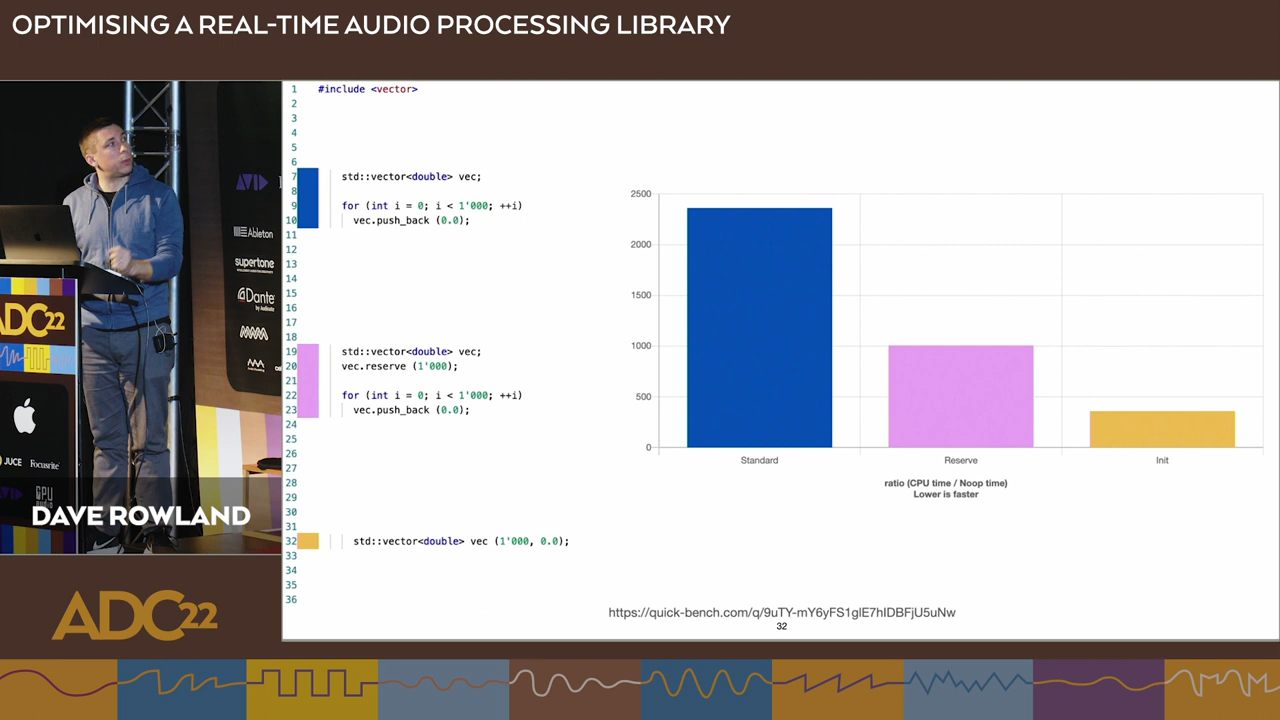 OPTIMISING A REAL-TIME AUDIO PROCESSING LIBRARY
1 #include <vector>
2
3
4
5
6
7 std::vector<double> vec;
8
9 for (int i = 0; i < 1'000; ++i)
10 vec.push_back (0.0);
11
12
13
14
15
16
17
18
19 std::vector<double> vec;
20 vec.reserve (1'000);
21
22 for (int i = 0; i < 1'000; ++i)
23 vec.push_back (0.0);
24
25
26
27
28
29
30
31
32 std::vector<double> vec (1'000, 0.0);
33
34
35
36
2500
2000
1500
1000
500
0
Standard Reserve Init
ratio (CPU time / Noop time)
Lower is faster
https://quick-bench.com/q/9uTY-mY6yFS1glE7hIDBFjU5uNw
32
AVID
Ableton
supertone
Dante
by Audinate
ADC22
JUCE Focusrite
GPU
AUDIO
DAVE ROWLAND
ADC22